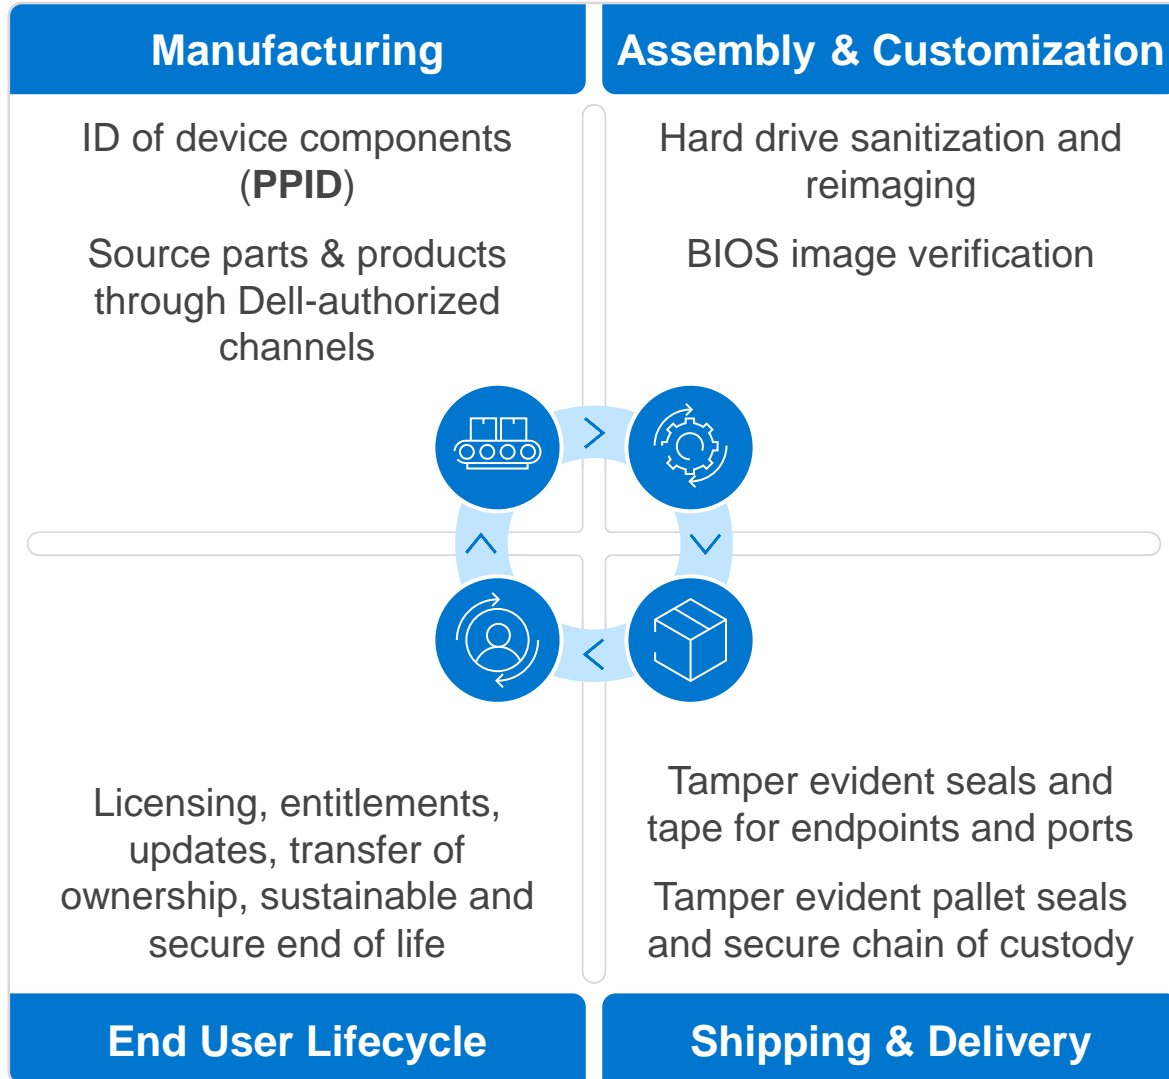 Manufacturing
ID of device components
(PPID)
Source parts & products
through Dell-authorized
channels
Assembly & Customization
Hard drive sanitization and
reimaging
BIOS image verification
Licensing, entitlements,
updates, transfer of
ownership, sustainable and
secure end of life
End User Lifecycle
Tamper evident seals and
tape for endpoints and ports
Tamper evident pallet seals
and secure chain of custody
Shipping & Delivery